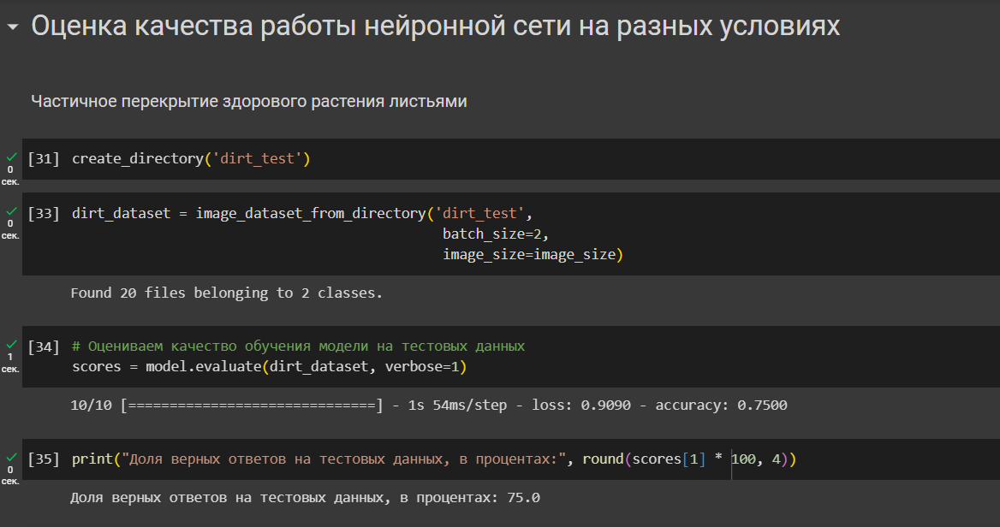 Оценка качества работы нейронной сети на разных условиях
Частичное перекрытие здорового растения листьями
0
сек.
[31] create_directory('dirt_test')
0
сек.
[33] dirt_dataset = image_dataset_from_directory('dirt_test',
batch_size=2,
image_size=image_size)
Found 20 files belonging to 2 classes.
1
сек.
[34] # Оцениваем качество обучения модели на тестовых данных
scores = model.evaluate(dirt_dataset, verbose=1)
10/10 [==============================] - 1s 54ms/step - loss: 0.9090 - accuracy: 0.7500
0
сек.
[35] print("Доля верных ответов на тестовых данных, в процентах:", round(scores[1] * 100, 4))
Доля верных ответов на тестовых данных, в процентах: 75.0